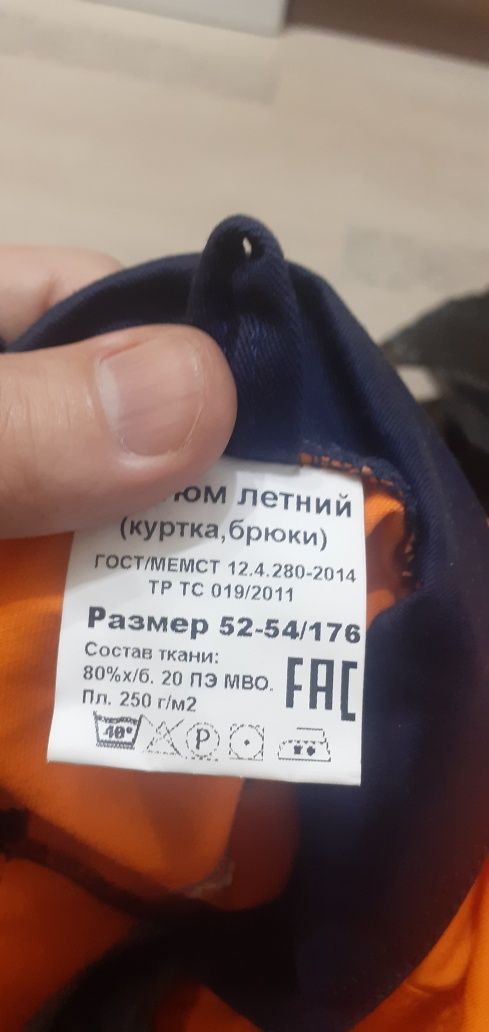 летний
(куртка,брюки)
ГОСТ/МЕМСТ 12.4.280-2014
ТР ТС 019/2011
Размер 52-54/176
Состав ткани:
80%х/б. 20 ПЭ МВО.
Пл. 250 г/м2
EAC
40°
P